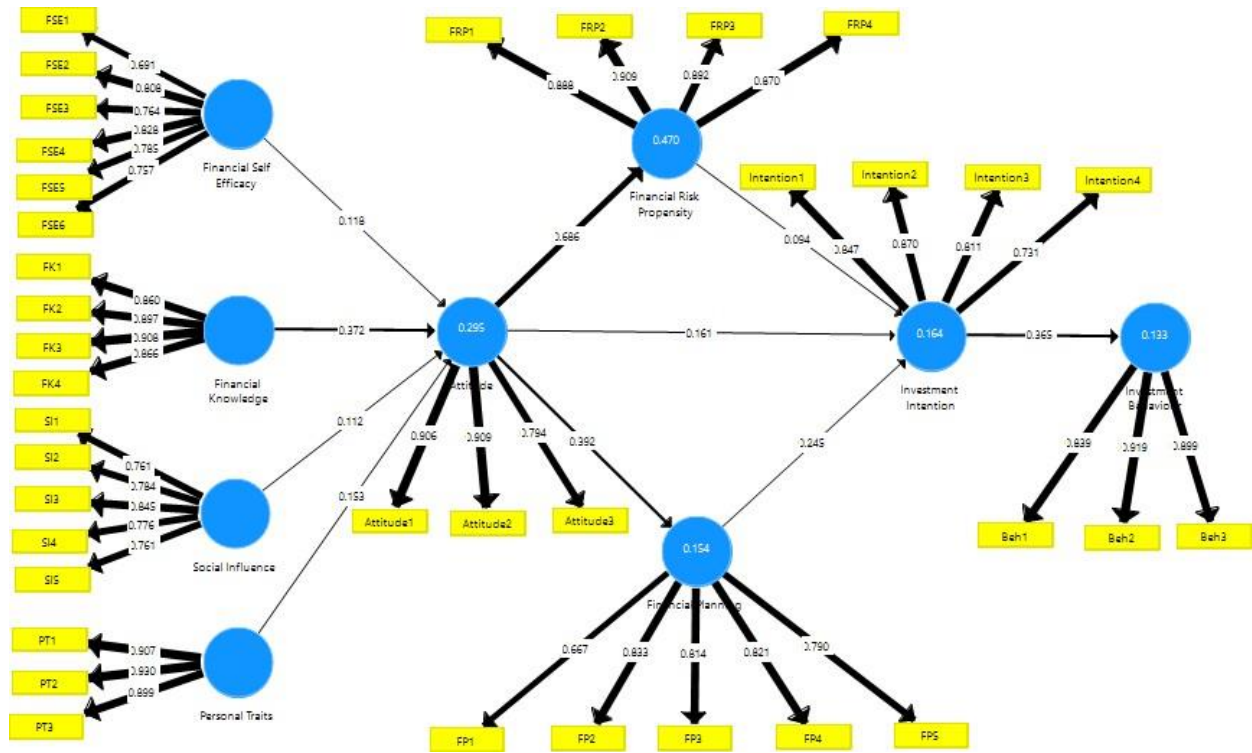 FSE1
FSE2
FSE3
FSE4
FSE5
FSE6
0.691
0.808
0.764
0.828
0.785
0.757
Financial Self
Efficacy
0.118
FK1
FK2
FK3
FK4
0.860
0.897
0.908
0.866
Financial
Knowledge
0.372
SI1
SI2
SI3
SI4
SI5
0.761
0.784
0.845
0.776
0.761
Social Influence
0.112
PT1
PT2
PT3
0.907
0.930
0.899
Personal Traits
0.153
0.295
Attitude
0.906
0.909
0.794
Attitude1
Attitude2
Attitude3
0.686
0.161
0.392
FRP1
FRP2
FRP3
FRP4
0.888
0.909
0.892
0.870
0.470
Financial Risk
Propensity
0.094
0.154
Financial Planning
0.245
0.667
0.833
0.814
0.821
0.790
FP1
FP2
FP3
FP4
FP5
Intention1
Intention2
Intention3
Intention4
0.847
0.870
0.811
0.731
0.164
Investment
Intention
0.365
0.133
Investment
Behaviour
0.839
0.919
0.899
Beh1
Beh2
Beh3